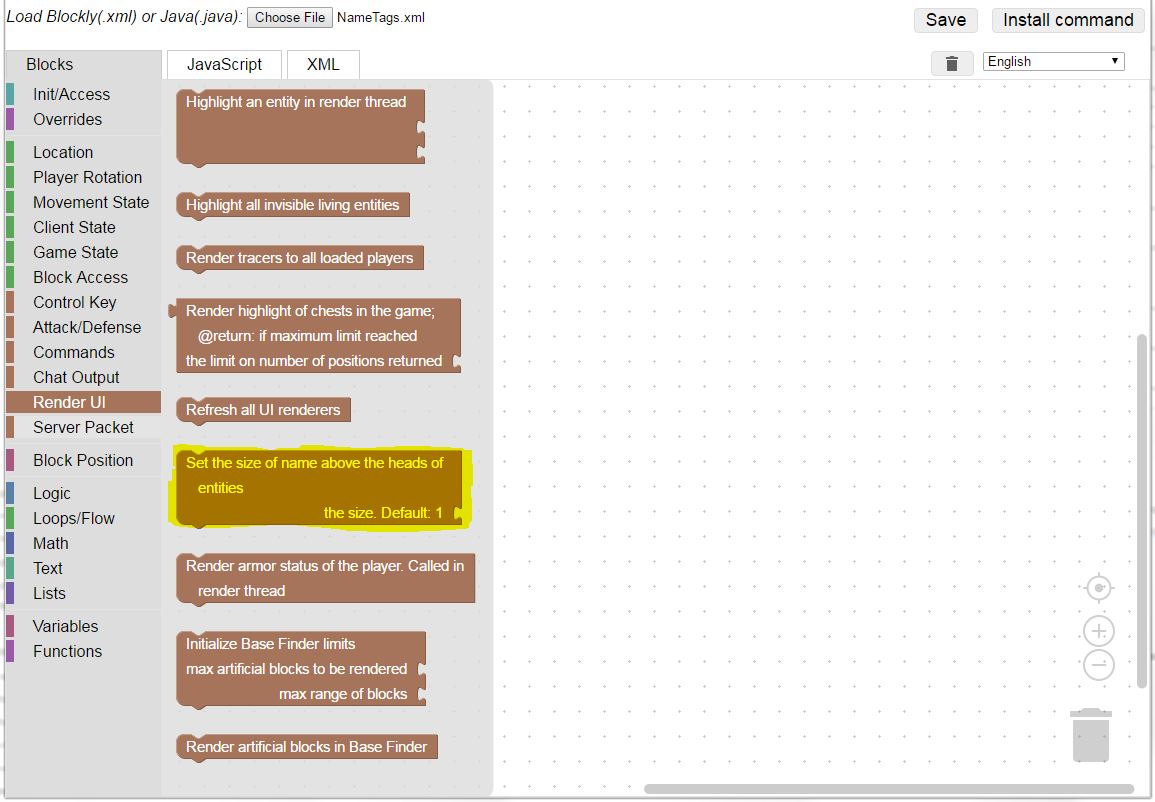 Load Blockly(.xml) or Java(.java): Choose File NameTags.xml
Save
Install command
Blocks
JavaScript
XML
English
Init/Access
Overrides
Location
Player Rotation
Movement State
Client State
Game State
Block Access
Control Key
Attack/Defense
Commands
Chat Output
Render UI
Server Packet
Block Position
Logic
Loops/Flow
Math
Text
Lists
Variables
Functions
Highlight an entity in render thread
Highlight all invisible living entities
Render tracers to all loaded players
Render highlight of chests in the game;
@return: if maximum limit reached
the limit on number of positions returned
Refresh all UI renderers
Set the size of name above the heads of
entities
the size. Default: 1
Render armor status of the player. Called in
render thread
Initialize Base Finder limits
max artificial blocks to be rendered
max range of blocks
Render artificial blocks in Base Finder